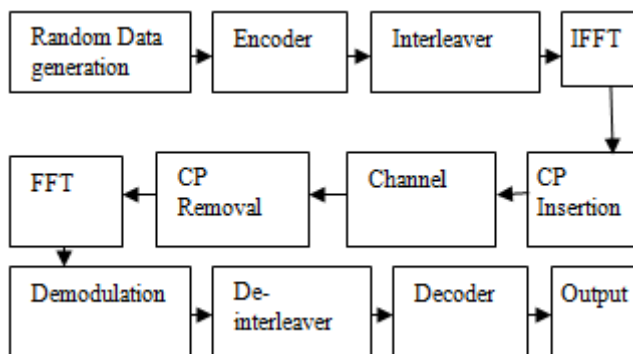 Random Data
generation
Encoder
Interleaver
IFFT
FFT
CP
Removal
Channel
CP
Insertion
Demodulation
De-
interleaver
Decoder
Output